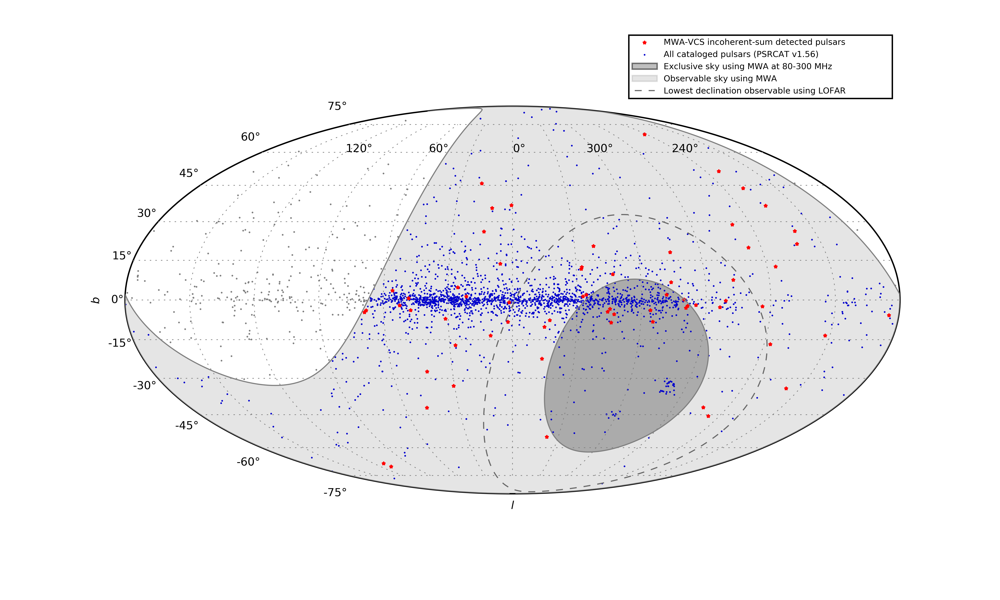 MWA-VCS incoherent-sum detected pulsars
All cataloged pulsars (PSRCAT v1.56)
Exclusive sky using MWA at 80-300 MHz
Observable sky using MWA
Lowest declination observable using LOFAR
75°
60°
120° 60° 0° 300° 240°
45°
30°
15°
b 0°
-15°
-30°
-45°
-60°
-75°
l